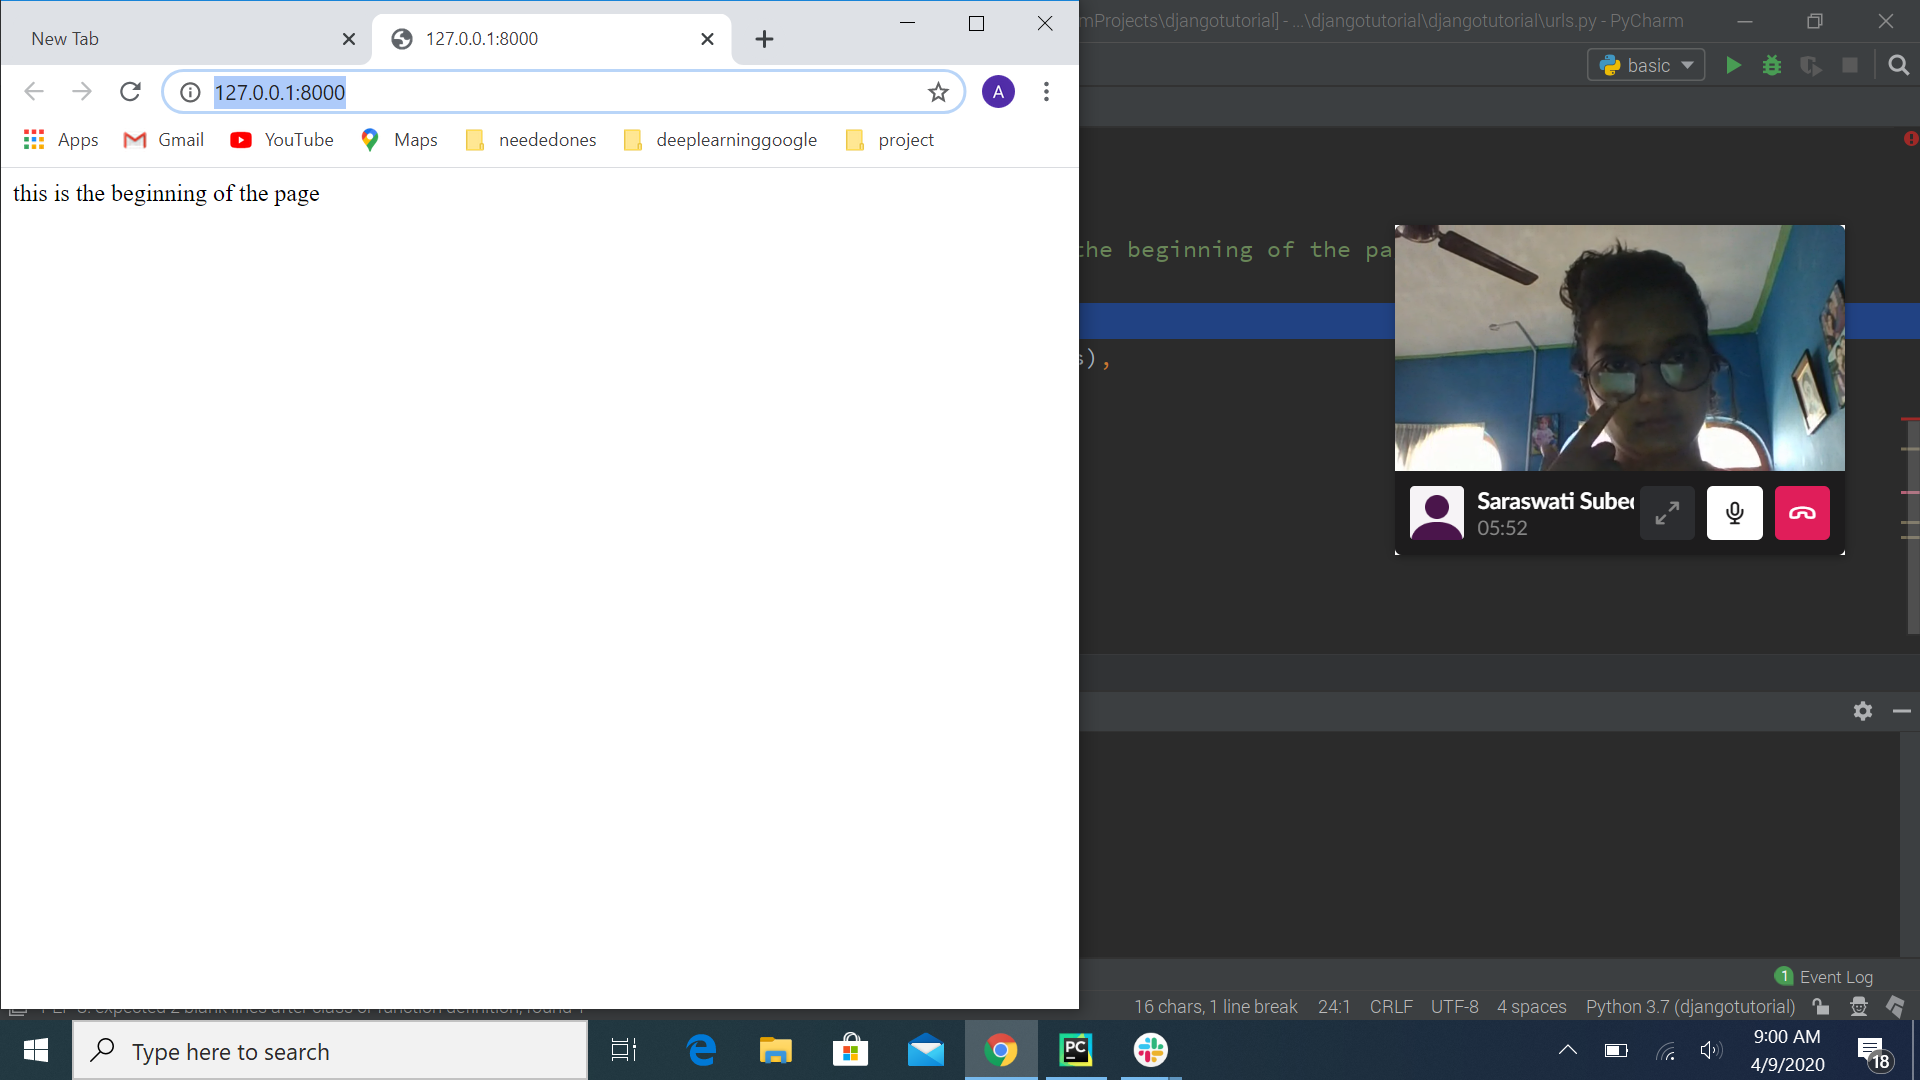 New Tab
127.0.0.1:8000
mProjects\djangotutorial] - ...\djangotutorial\djangotutorial\urls.py - PyCharm
127.0.0.1:8000
A
basic
Apps
Gmail
YouTube
Maps
neededones
deeplearninggoogle
project
this is the beginning of the page
the beginning of the pa
s),
Saraswati Sube
05:52
1 Event Log
16 chars, 1 line break
24:1
CRLF
UTF-8
4 spaces
Python 3.7 (djangotutorial)
Type here to search
PC
9:00 AM
4/9/2020
18